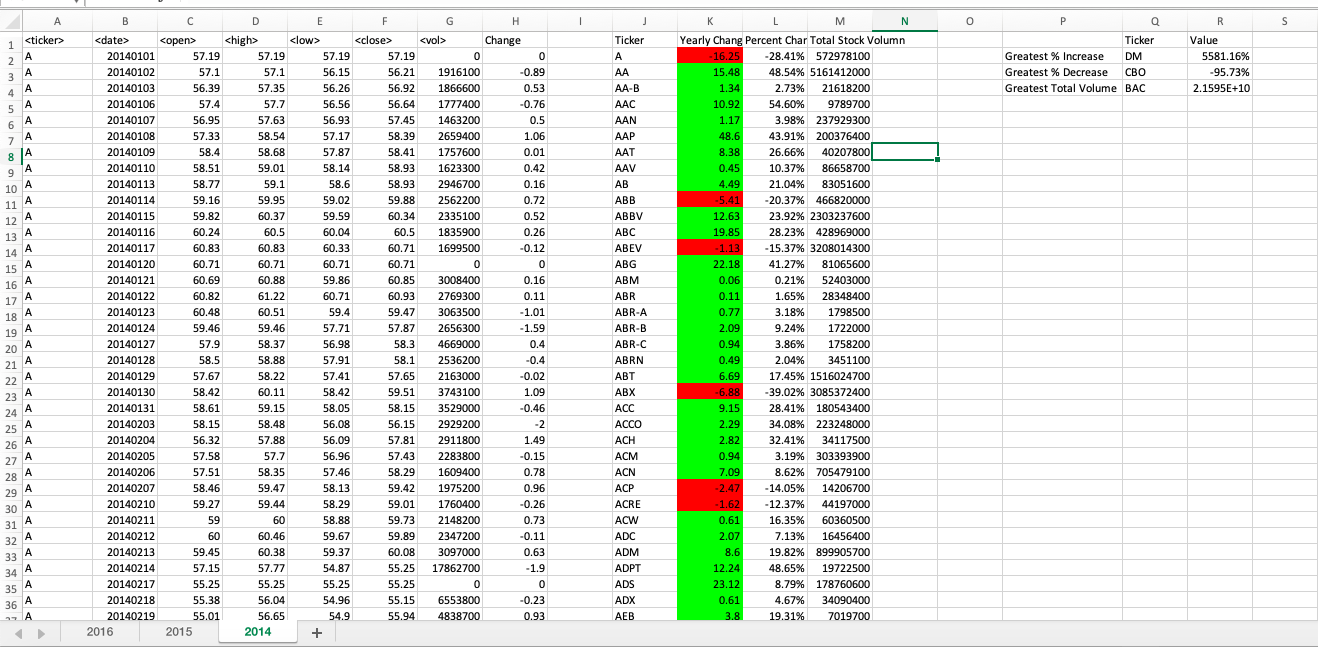 A B C D E F G H I J K L M N O P Q R S
1 <ticker> <date> <open> <high> <low> <close> <vol> Change Ticker Yearly Chang Percent Char Total Stock Volumn Ticker Value
2 A 20140101 57.19 57.19 57.19 57.19 0 0 A -16.25 -28.41% 572978100 Greatest % Increase DM 5581.16%
3 A 20140102 57.1 57.1 56.15 56.21 1916100 -0.89 AA 15.48 48.54% 5161412000 Greatest % Decrease CBO -95.73%
4 A 20140103 56.39 57.35 56.26 56.92 1866600 0.53 AA-B 1.34 2.73% 21618200 Greatest Total Volume BAC 2.1595E+10
5 A 20140106 57.4 57.7 56.56 56.64 1777400 -0.76 AAC 10.92 54.60% 9789700
6 A 20140107 56.95 57.63 56.93 57.45 1463200 0.5 AAN 1.17 3.98% 237929300
7 A 20140108 57.33 58.54 57.17 58.39 2659400 1.06 AAP 48.6 43.91% 200376400
8 A 20140109 58.4 58.68 57.87 58.41 1757600 0.01 AAT 8.38 26.66% 40207800
9 A 20140110 58.51 59.01 58.14 58.93 1623300 0.42 AAV 0.45 10.37% 86658700
10 A 20140113 58.77 59.1 58.6 58.93 2946700 0.16 AB 4.49 21.04% 83051600
11 A 20140114 59.16 59.95 59.02 59.88 2562200 0.72 ABB -5.41 -20.37% 466820000
12 A 20140115 59.82 60.37 59.59 60.34 2335100 0.52 ABBV 12.63 23.92% 2303237600
13 A 20140116 60.24 60.5 60.04 60.5 1835900 0.26 ABC 19.85 28.23% 428969000
14 A 20140117 60.83 60.83 60.33 60.71 1699500 -0.12 ABEV -1.13 -15.37% 3208014300
15 A 20140120 60.71 60.71 60.71 60.71 0 0 ABG 22.18 41.27% 81065600
16 A 20140121 60.69 60.88 59.86 60.85 3008400 0.16 ABM 0.06 0.21% 52403000
17 A 20140122 60.82 61.22 60.71 60.93 2769300 0.11 ABR 0.11 1.65% 28348400
18 A 20140123 60.48 60.51 59.4 59.47 3063500 -1.01 ABR-A 0.77 3.18% 1798500
19 A 20140124 59.46 59.46 57.71 57.87 2656300 -1.59 ABR-B 2.09 9.24% 1722000
20 A 20140127 57.9 58.37 56.98 58.3 4669000 0.4 ABR-C 0.94 3.86% 1758200
21 A 20140128 58.5 58.88 57.91 58.1 2536200 -0.4 ABRN 0.49 2.04% 3451100
22 A 20140129 57.67 58.22 57.41 57.65 2163000 -0.02 ABT 6.69 17.45% 1516024700
23 A 20140130 58.42 60.11 58.42 59.51 3743100 1.09 ABX -6.88 -39.02% 3085372400
24 A 20140131 58.61 59.15 58.05 58.15 3529000 -0.46 ACC 9.15 28.41% 180543400
25 A 20140203 58.15 58.48 56.08 56.15 2929200 -2 ACCO 2.29 34.08% 223248000
26 A 20140204 56.32 57.88 56.09 57.81 2911800 1.49 ACH 2.82 32.41% 34117500
27 A 20140205 57.58 57.7 56.96 57.43 2283800 -0.15 ACM 0.94 3.19% 303393900
28 A 20140206 57.51 58.35 57.46 58.29 1609400 0.78 ACN 7.09 8.62% 705479100
29 A 20140207 58.46 59.47 58.13 59.42 1975200 0.96 ACP -2.47 -14.05% 14206700
30 A 20140210 59.27 59.44 58.29 59.01 1760400 -0.26 ACRE -1.62 -12.37% 44197000
31 A 20140211 59 60 58.88 59.73 2148200 0.73 ACW 0.61 16.35% 60360500
32 A 20140212 60 60.46 59.67 59.89 2347200 -0.11 ADC 2.07 7.13% 16456400
33 A 20140213 59.45 60.38 59.37 60.08 3097000 0.63 ADM 8.6 19.82% 899905700
34 A 20140214 57.15 57.77 54.87 55.25 17862700 -1.9 ADPT 12.24 48.65% 19722500
35 A 20140217 55.25 55.25 55.25 55.25 0 0 ADS 23.12 8.79% 178760600
36 A 20140218 55.38 56.04 54.96 55.15 6553800 -0.23 ADX 0.61 4.67% 34090400
37 A 20140219 55.01 56.65 54.9 55.94 4838700 0.93 AEB 3.8 19.31% 7019700
2016 2015 2014 +